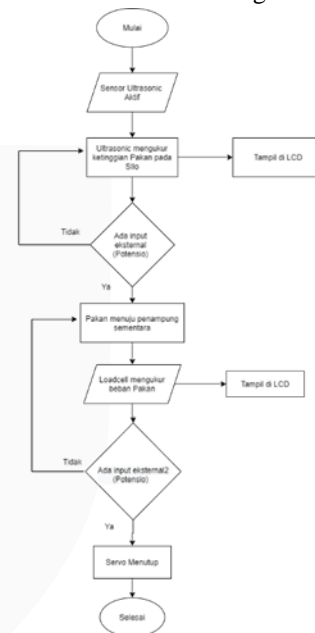 Mulai
Sensor Ultrasonic
Aktif
Ultrasonic mengukur
ketinggian Pakan pada
Silo
Tampil di LCD
Tidak
Ada input
eksternal
(Potensio)
Ya
Pakan menuju penampung
sementara
Loadcell mengukur
beban Pakan
Tampil di LCD
Tidak
Ada input eksternal2
(Potensio)
Ya
Servo Menutup
Selesai